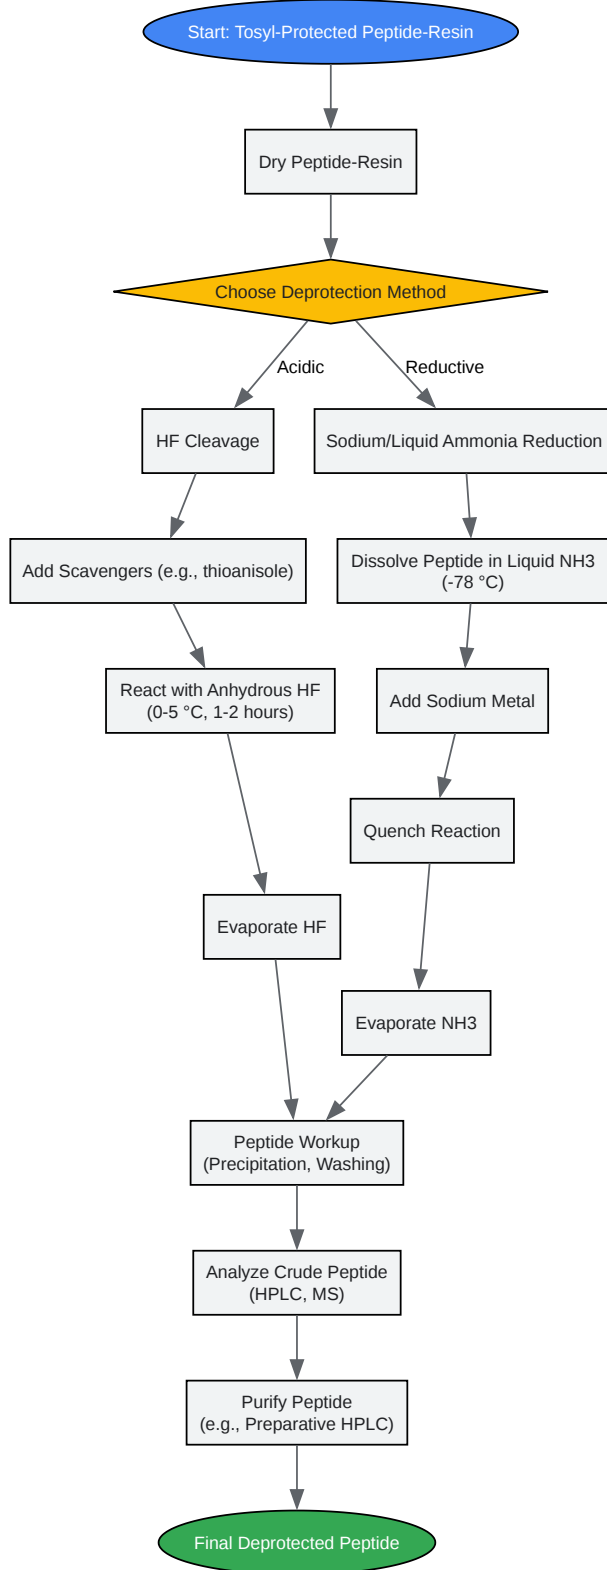 Start: Tosyl-Protected Peptide-Resin
Dry Peptide-Resin
Choose Deprotection Method
Acidic
Reductive
HF Cleavage
Sodium/Liquid Ammonia Reduction
Add Scavengers (e.g., thioanisole)
Dissolve Peptide in Liquid NH3
(-78 °C)
React with Anhydrous HF
(0-5 °C, 1-2 hours)
Add Sodium Metal
Quench Reaction
Evaporate HF
Evaporate NH3
Peptide Workup
(Precipitation, Washing)
Analyze Crude Peptide
(HPLC, MS)
Purify Peptide
(e.g., Preparative HPLC)
Final Deprotected Peptide